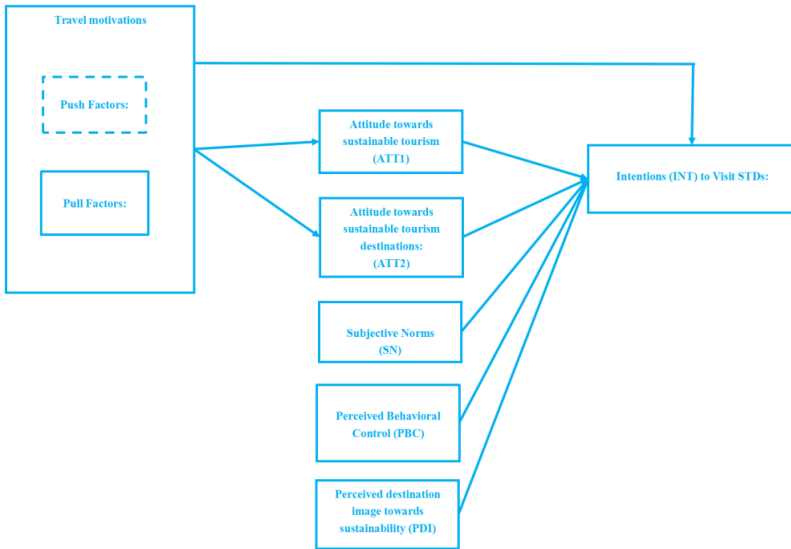 Travel motivations
Push Factors:
Pull Factors:
Attitude towards
sustainable tourism
(ATT1)
Attitude towards
sustainable tourism
destinations:
(ATT2)
Subjective Norms
(SN)
Perceived Behavioral
Control (PBC)
Perceived destination
image towards
sustainability (PDI)
Intentions (INT) to Visit STDs: